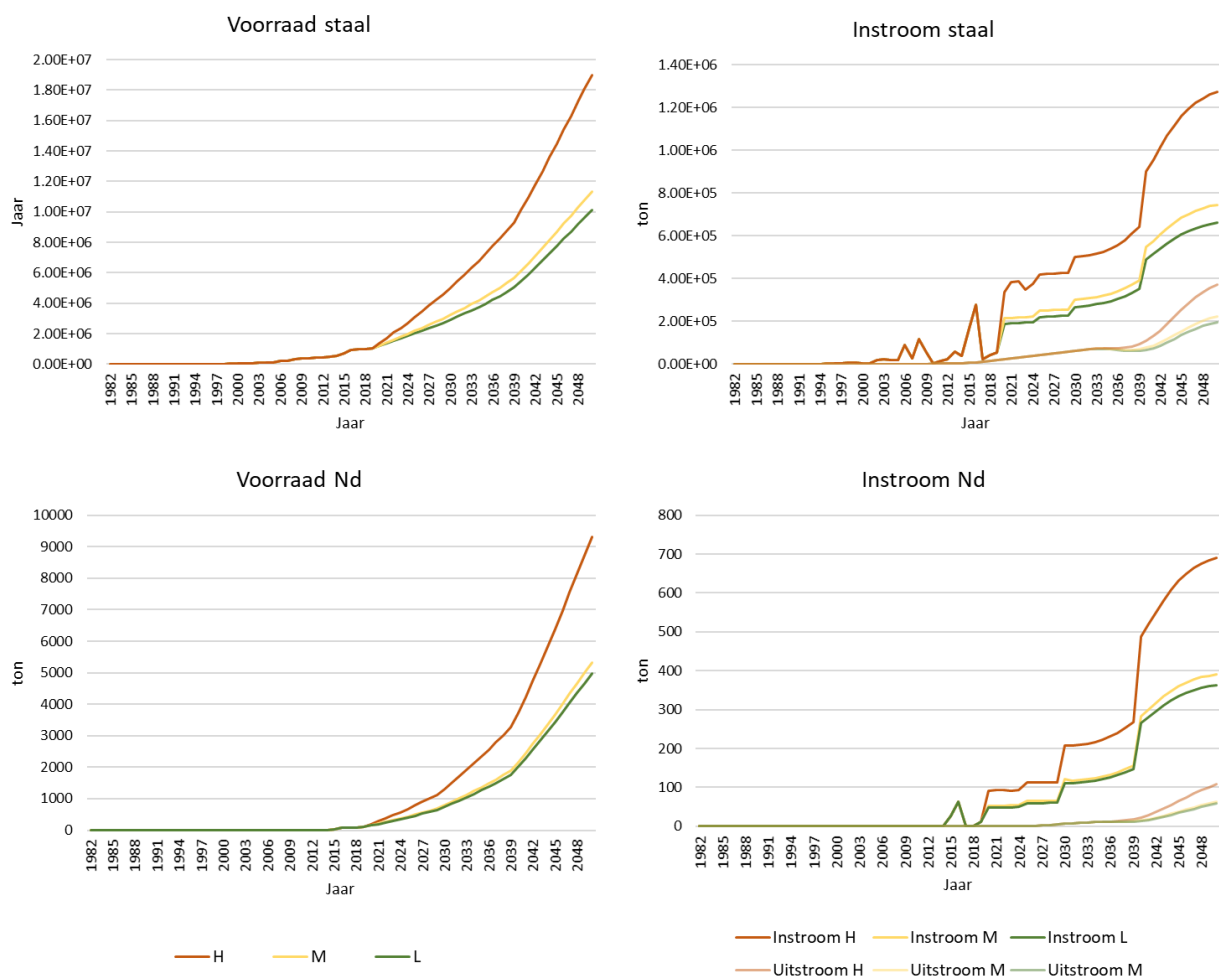 Voorraad staal
2.00E+07
1.80E+07
1.60E+07
1.40E+07
1.20E+07
1.00E+07
8.00E+06
6.00E+06
4.00E+06
2.00E+06
0.00E+00
Jaar
1982 1985 1988 1991 1994 1997 2000 2003 2006 2009 2012 2015 2018 2021 2024 2027 2030 2033 2036 2039 2042 2045 2048
Jaar
Instroom staal
1.40E+06
1.20E+06
1.00E+06
8.00E+05
6.00E+05
4.00E+05
2.00E+05
0.00E+00
ton
1982 1985 1988 1991 1994 1997 2000 2003 2006 2009 2012 2015 2018 2021 2024 2027 2030 2033 2036 2039 2042 2045 2048
Jaar
Voorraad Nd
10000
9000
8000
7000
6000
5000
4000
3000
2000
1000
0
ton
1982 1985 1988 1991 1994 1997 2000 2003 2006 2009 2012 2015 2018 2021 2024 2027 2030 2033 2036 2039 2042 2045 2048
Jaar
H M L
Instroom Nd
800
700
600
500
400
300
200
100
0
ton
1982 1985 1988 1991 1994 1997 2000 2003 2006 2009 2012 2015 2018 2021 2024 2027 2030 2033 2036 2039 2042 2045 2048
Jaar
Instroom H Instroom M Instroom L
Uitstroom H Uitstroom M Uitstroom M